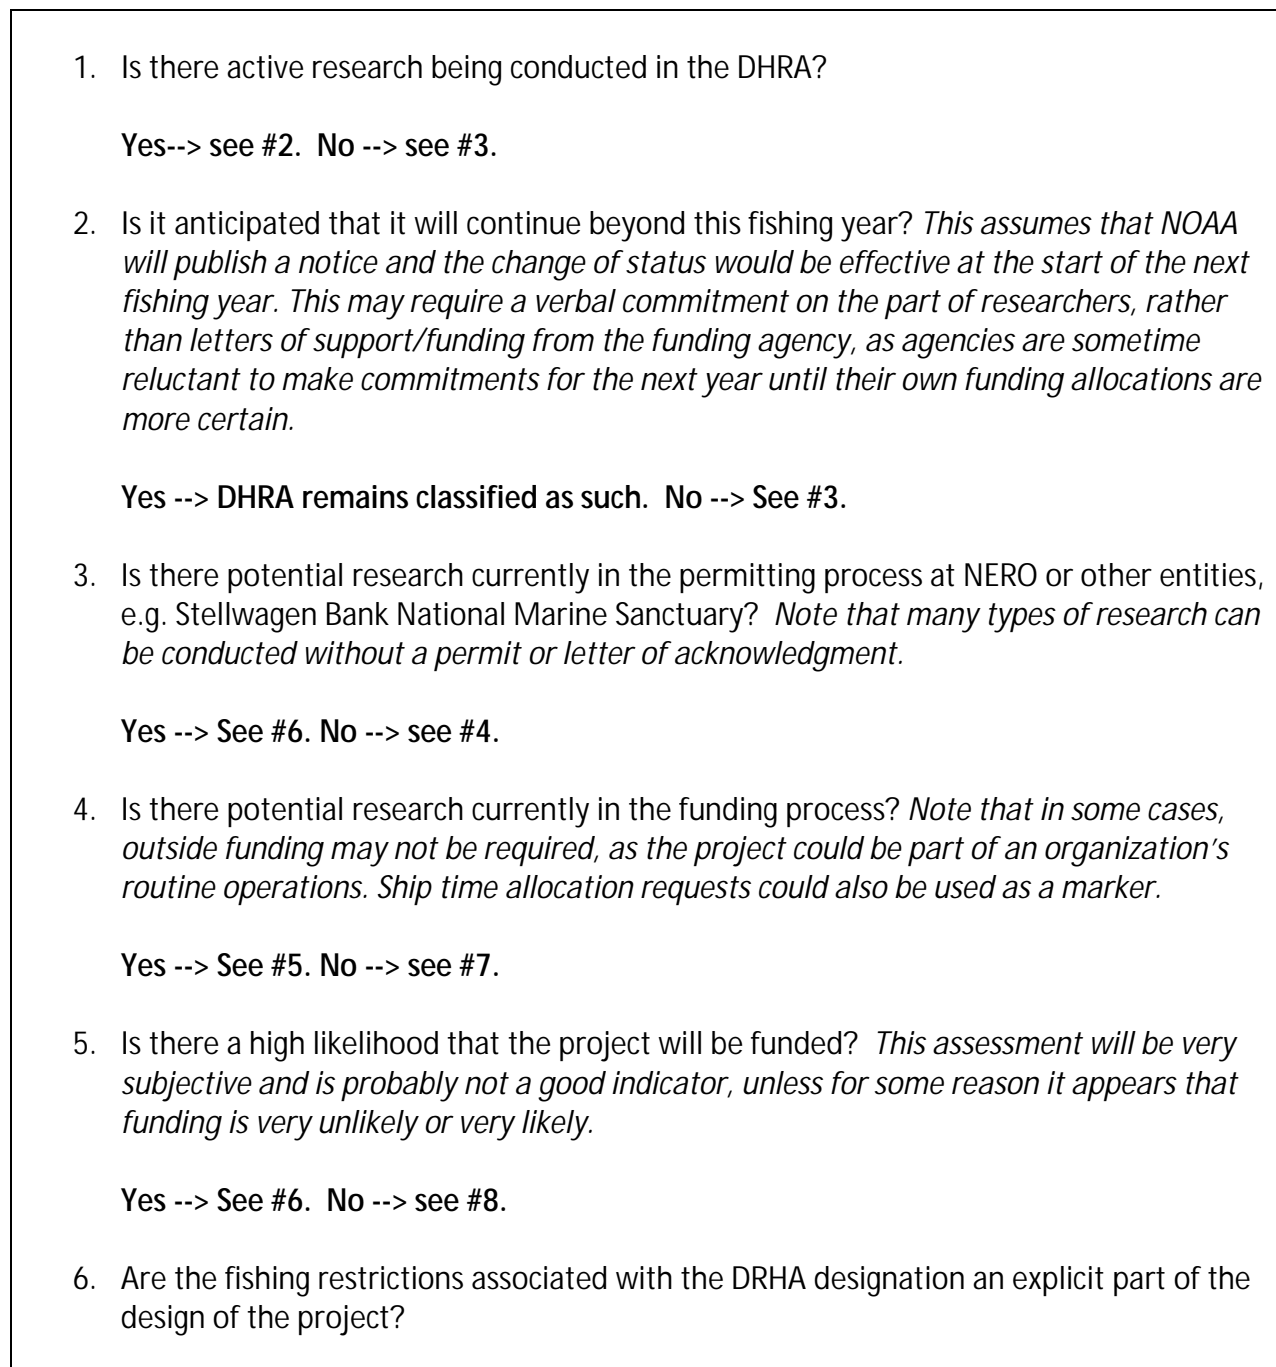 1. Is there active research being conducted in the DHRA?
Yes--> see #2. No --> see #3.
2. Is it anticipated that it will continue beyond this fishing year? This assumes that NOAA
will publish a notice and the change of status would be effective at the start of the next
fishing year. This may require a verbal commitment on the part of researchers, rather
than letters of support/funding from the funding agency, as agencies are sometime
reluctant to make commitments for the next year until their own funding allocations are
more certain.
Yes --> DHRA remains classified as such. No --> See #3.
3. Is there potential research currently in the permitting process at NERO or other entities,
e.g. Stellwagen Bank National Marine Sanctuary? Note that many types of research can
be conducted without a permit or letter of acknowledgment.
Yes --> See #6. No --> see #4.
4. Is there potential research currently in the funding process? Note that in some cases,
outside funding may not be required, as the project could be part of an organization's
routine operations. Ship time allocation requests could also be used as a marker.
Yes --> See #5. No --> see #7.
5. Is there a high likelihood that the project will be funded? This assessment will be very
subjective and is probably not a good indicator, unless for some reason it appears that
funding is very unlikely or very likely.
Yes --> See #6. No --> see #8.
6. Are the fishing restrictions associated with the DRHA designation an explicit part of the
design of the project?